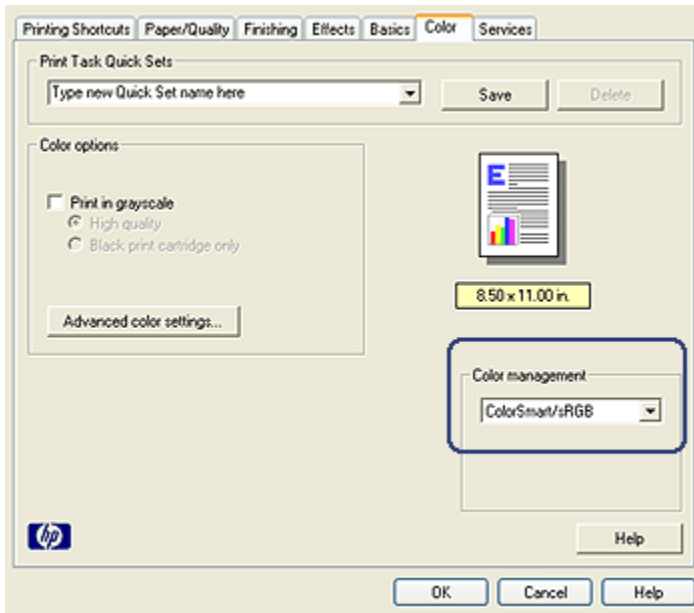 Printing Shortcuts Paper/Quality Finishing Effects Basics Color Services
Print Task Quick Sets
Type new Quick Set name here Save Delete
Color options
Print in grayscale
High quality
Black print cartridge only
E
8.50 x 11.00 in.
Advanced color settings...
Color management
ColorSmart/sRGB
hp
Help
OK Cancel Help